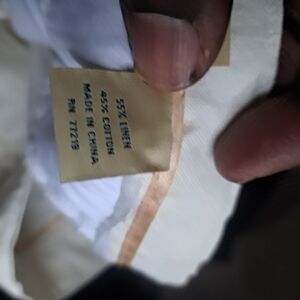 55% LINEN
45% COTTON
MADE IN CHINA
RN 77219